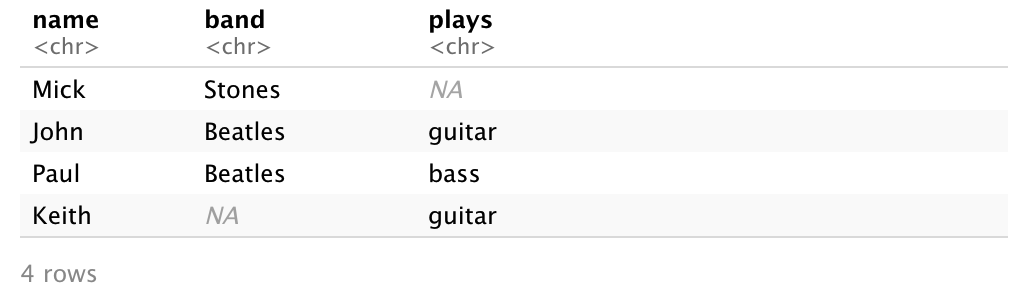 name band plays
<chr> <chr> <chr>
Mick Stones NA
John Beatles guitar
Paul Beatles bass
Keith NA guitar
4 rows